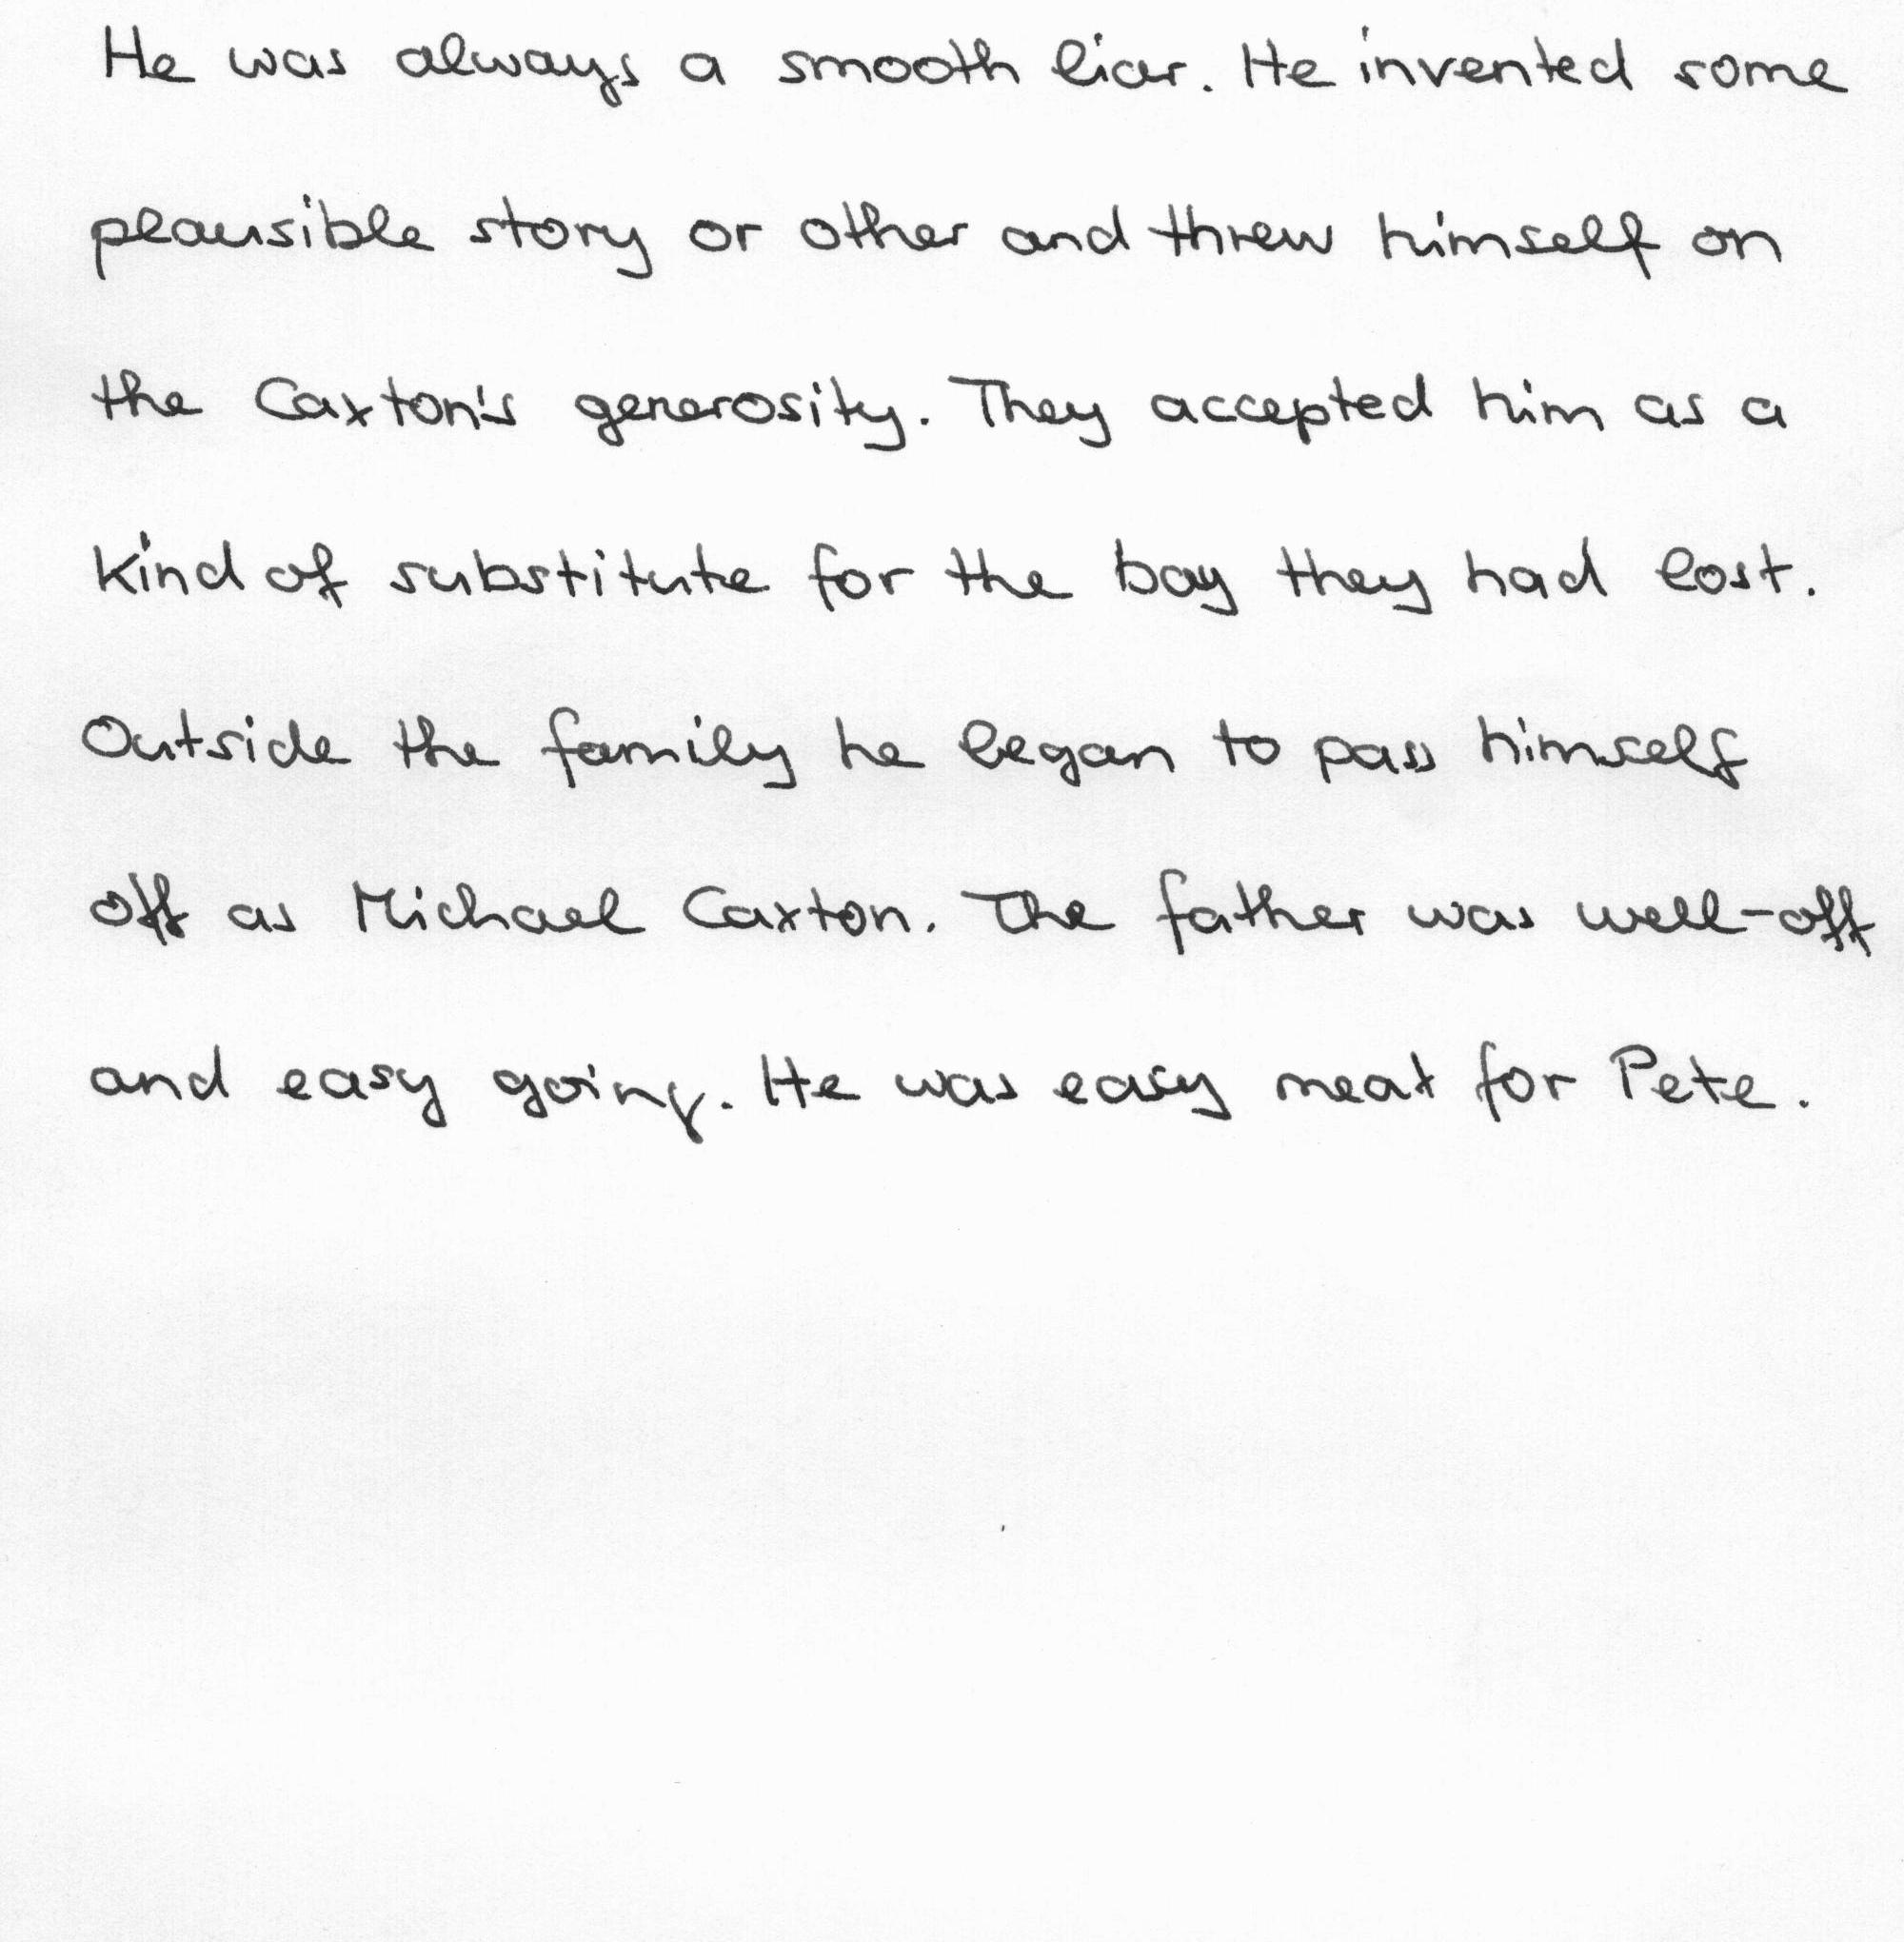 He was always a smooth liar. He invented some
plausible story or other and threw himself on
the Caxton's generosity. They accepted him as a
kind of substitute for the boy they had lost.
Outside the family he began to pass himself
off as Michael Caxton. The father was well-off
and easy going. He was easy meat for Pete.